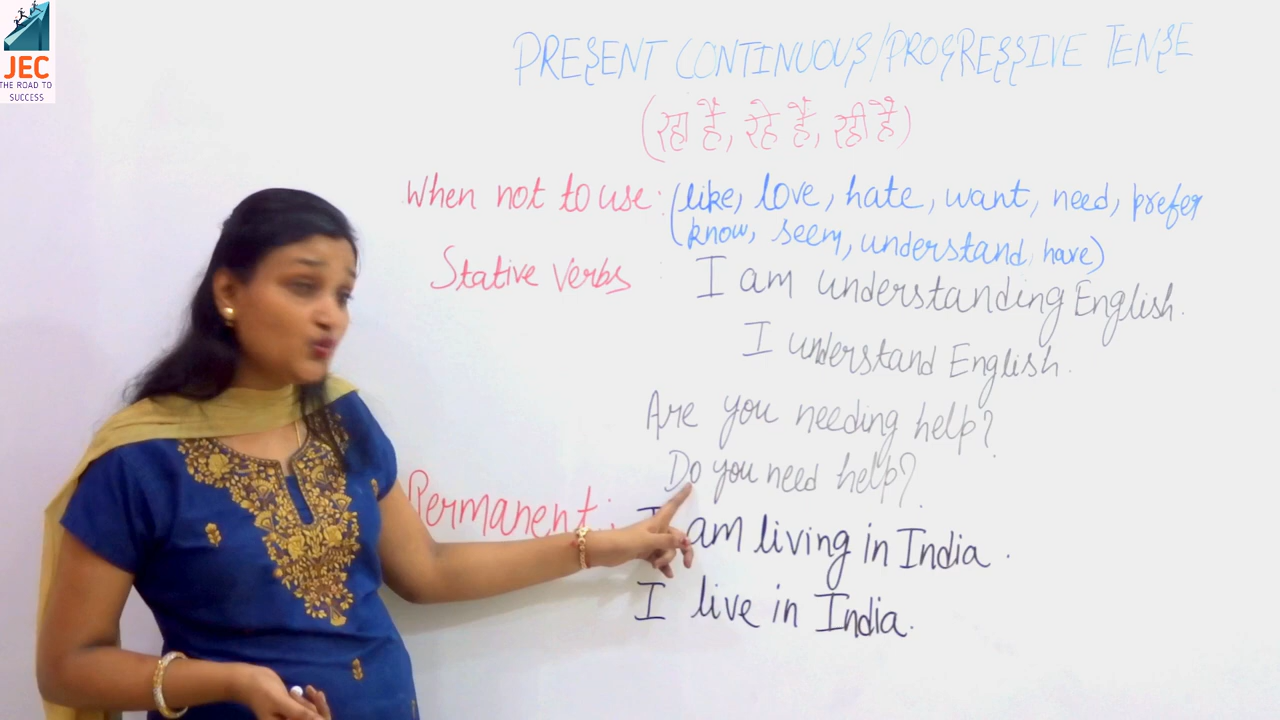 JEC
THE ROAD TO
SUCCESS
PRESENT CONTINUOUS/PROGRESSIVE TENSE
(रहा है, रहे हैं, रही है)
When not to use : (like, love, hate, want, need, prefer
(know, seem, understand, have)
Stative verbs :
I am understanding English.
I understand English.
Are you needing help?
Do you need help?
Permanent :
I am living in India.
I live in India.